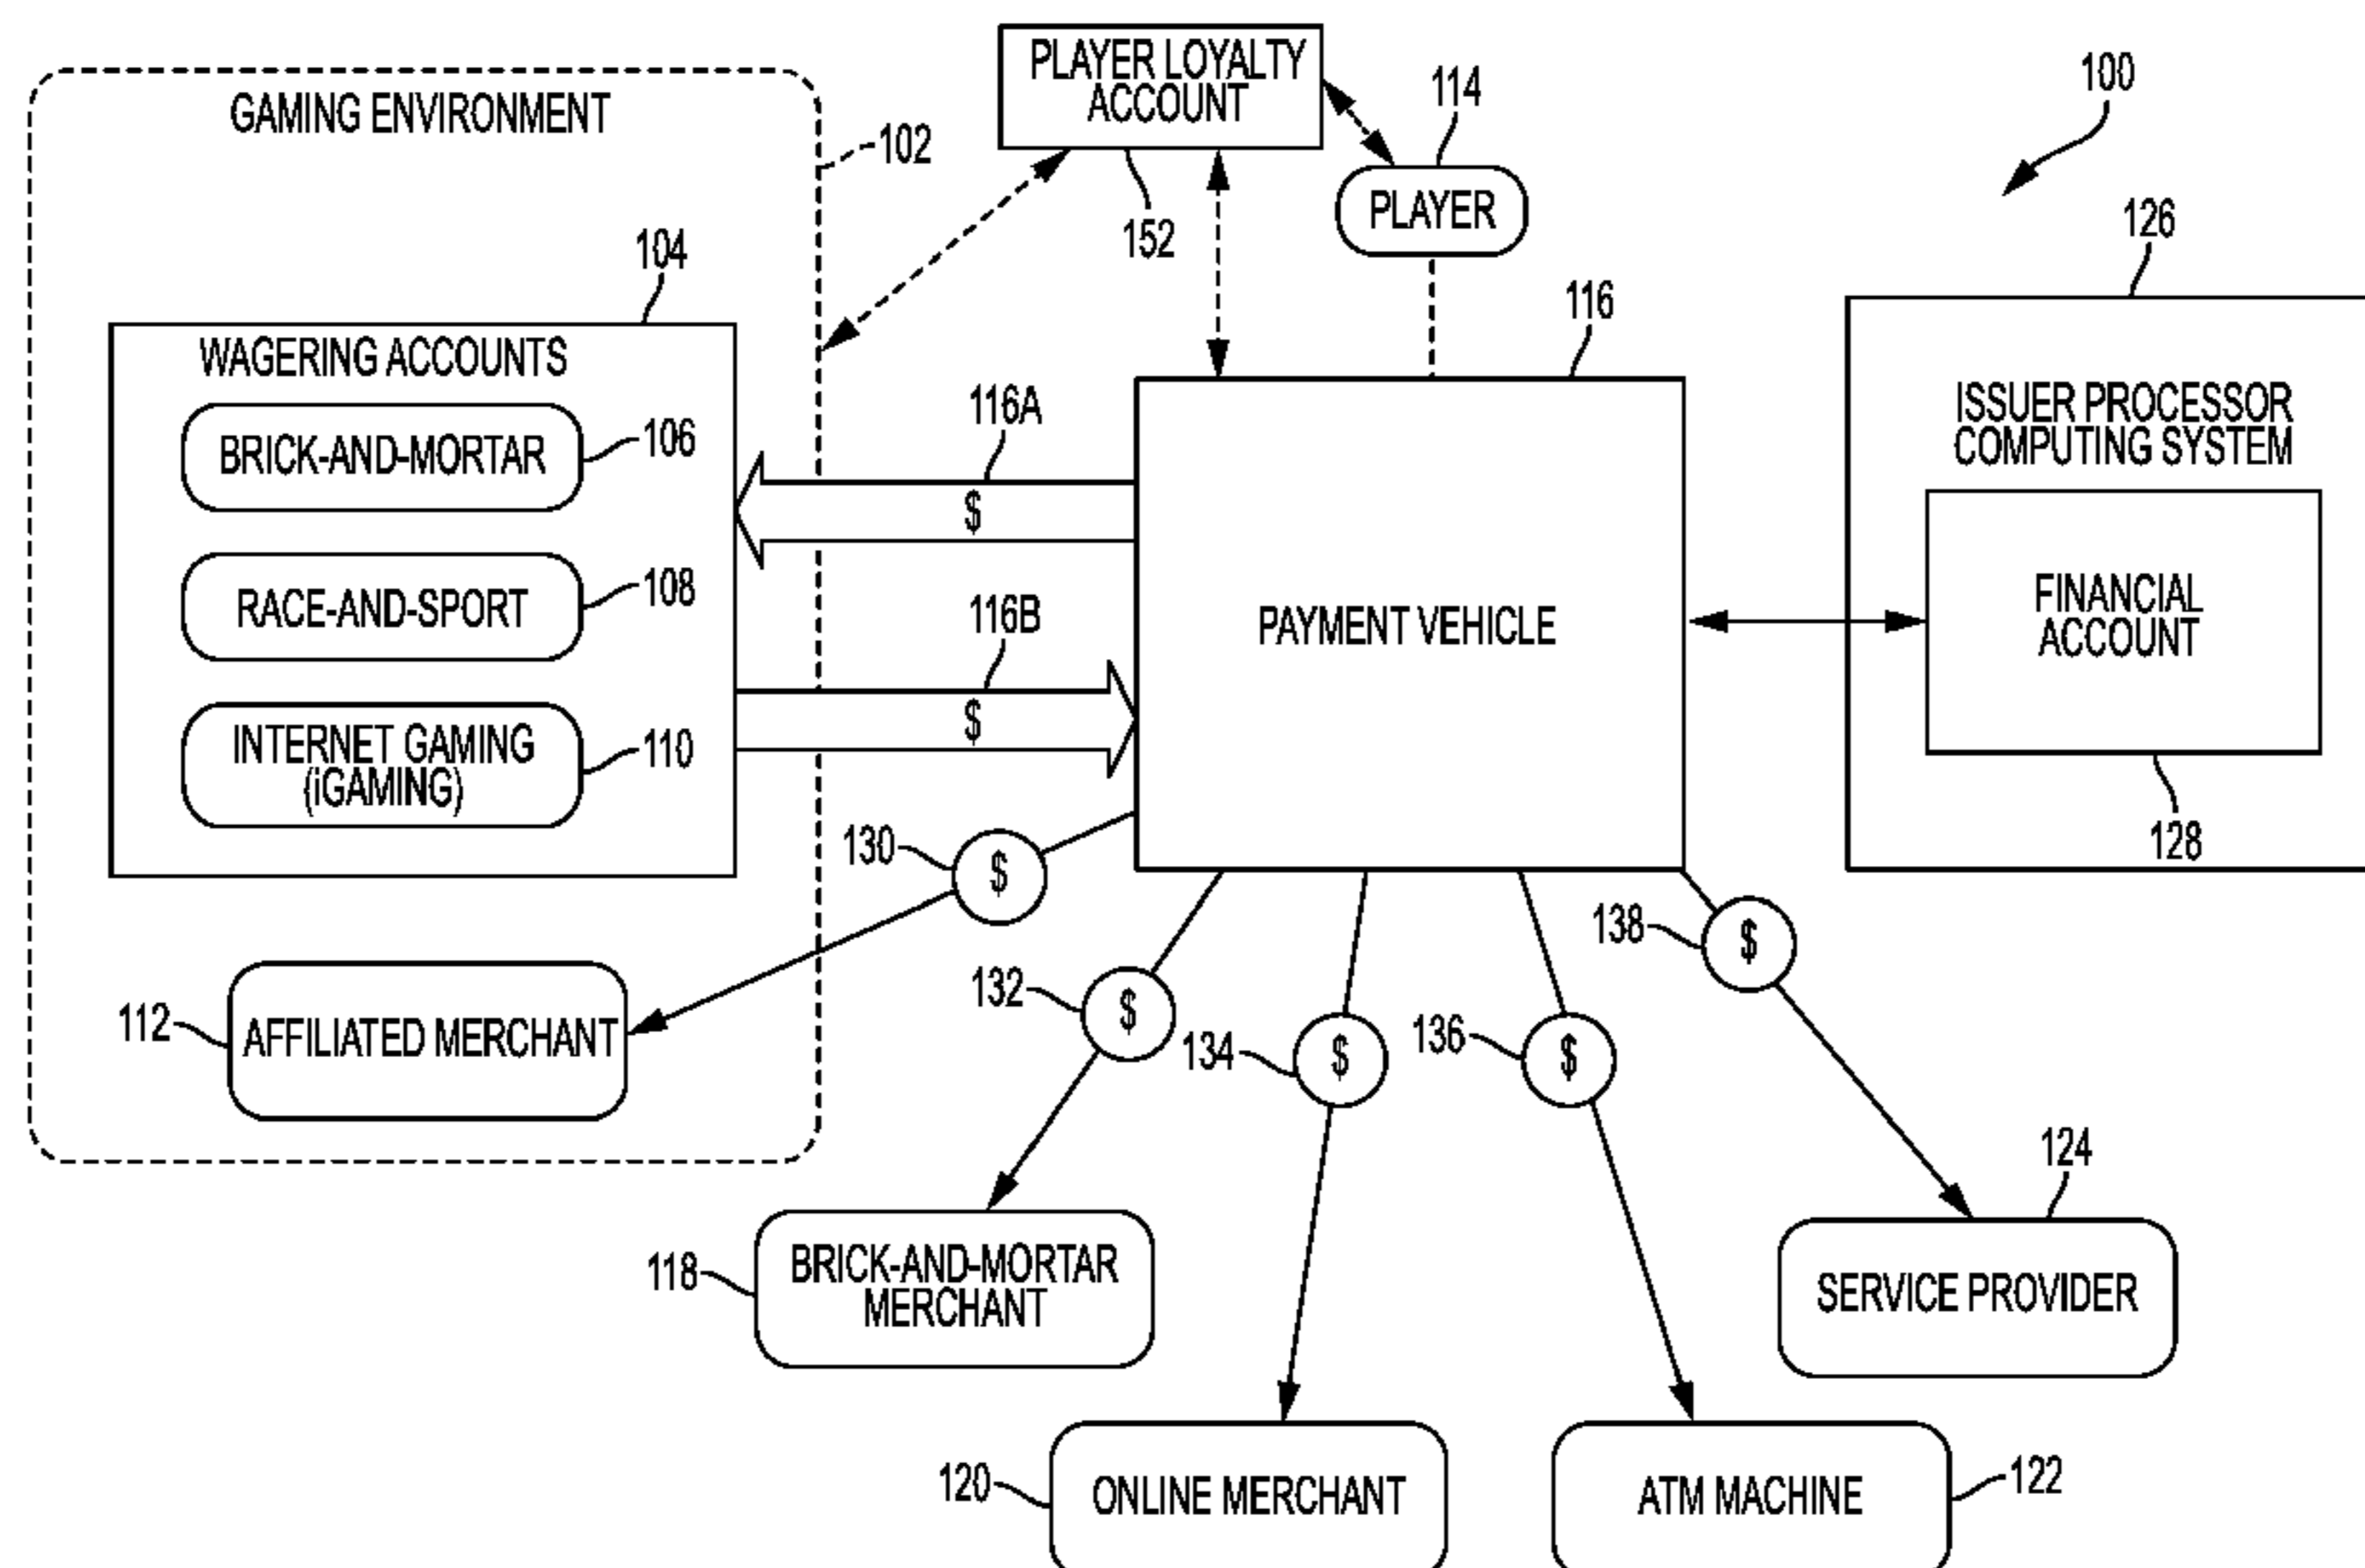 PLAYER LOYALTY
ACCOUNT
114
100
GAMING ENVIRONMENT
102
PLAYER
152
126
104
116
WAGERING ACCOUNTS
116A
ISSUER PROCESSOR
COMPUTING SYSTEM
BRICK-AND-MORTAR
106
$
RACE-AND-SPORT
108
116B
PAYMENT VEHICLE
FINANCIAL
ACCOUNT
INTERNET GAMING
(iGAMING)
110
$
130
$
128
138
$
112
AFFILIATED MERCHANT
132
$
134
$
136
$
124
118
BRICK-AND-MORTAR
MERCHANT
SERVICE PROVIDER
120
ONLINE MERCHANT
ATM MACHINE
122